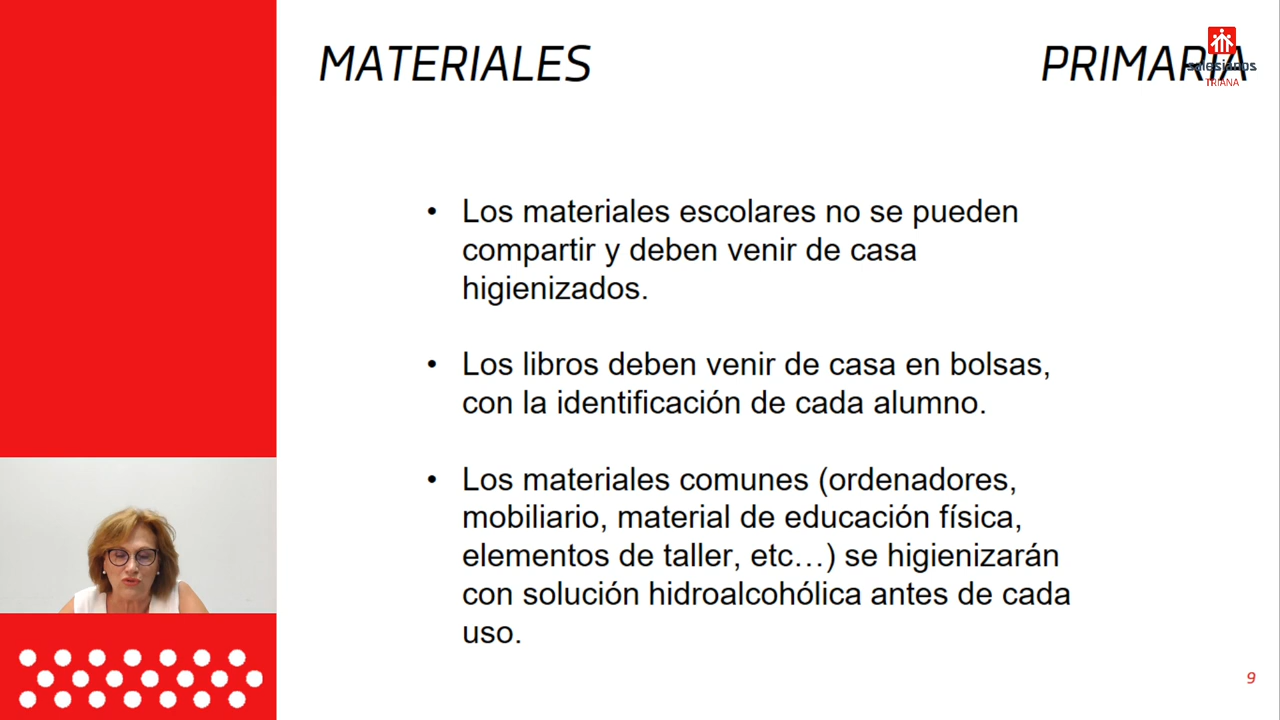 MATERIALES
PRIMARIA
salesianos
TRIANA
• Los materiales escolares no se pueden
compartir y deben venir de casa
higienizados.
• Los libros deben venir de casa en bolsas,
con la identificación de cada alumno.
• Los materiales comunes (ordenadores,
mobiliario, material de educación física,
elementos de taller, etc…) se higienizarán
con solución hidroalcohólica antes de cada
uso.
9